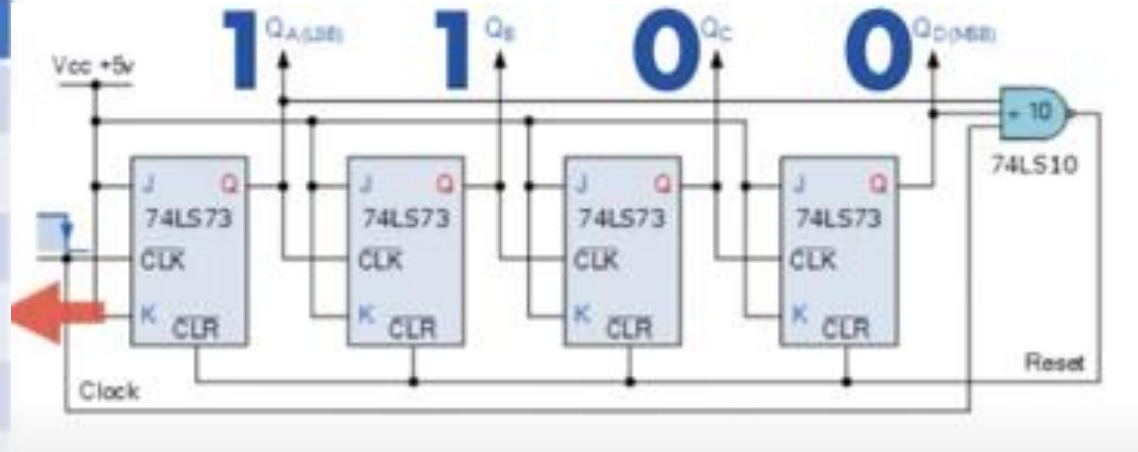 1 QA(LSB) 1 QB 0 QC 0 QD(MSB)
Vcc +5v
÷ 10
74LS10
J Q J Q J Q J Q
74LS73 74LS73 74LS73 74LS73
CLK CLK CLK CLK
K K K K
CLR CLR CLR CLR
Reset
Clock